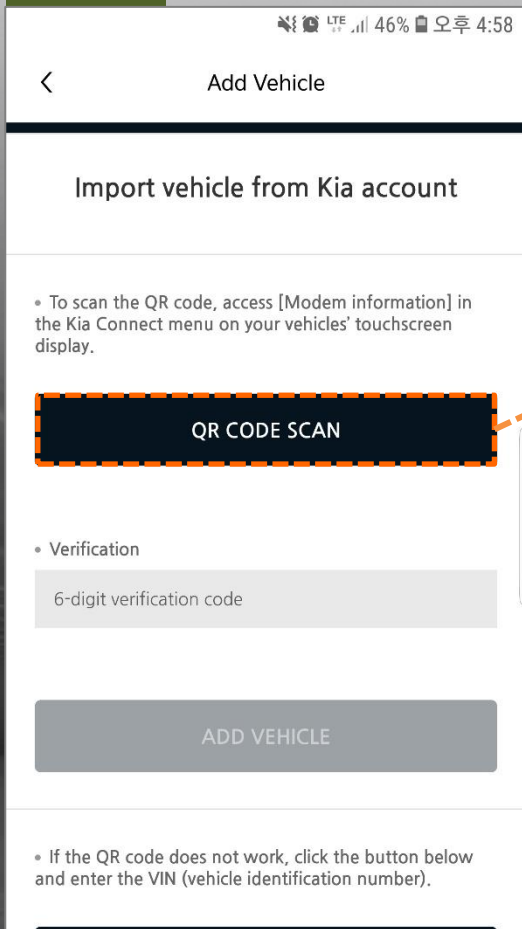 LTE 46% 오후 4:58
Add Vehicle
Import vehicle from Kia account
• To scan the QR code, access [Modem information] in
the Kia Connect menu on your vehicles' touchscreen
display.
QR CODE SCAN
• Verification
6-digit verification code
ADD VEHICLE
• If the QR code does not work, click the button below
and enter the VIN (vehicle identification number).